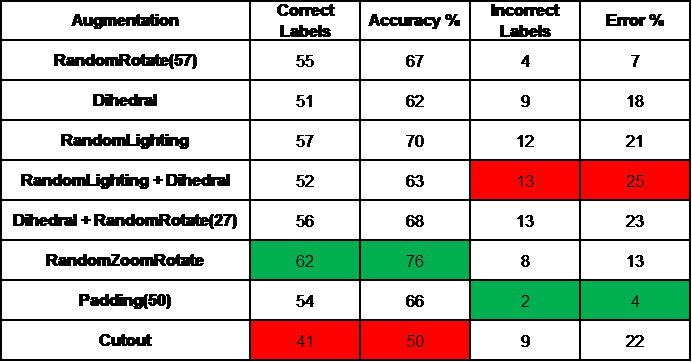 Augmentation Correct Labels Accuracy % Incorrect Labels Error %
RandomRotate(57) 55 67 4 7
Dihedral 51 62 9 18
RandomLighting 57 70 12 21
RandomLighting + Dihedral 52 63 13 25
Dihedral + RandomRotate(27) 56 68 13 23
RandomZoomRotate 62 76 8 13
Padding(50) 54 66 2 4
Cutout 41 50 9 22